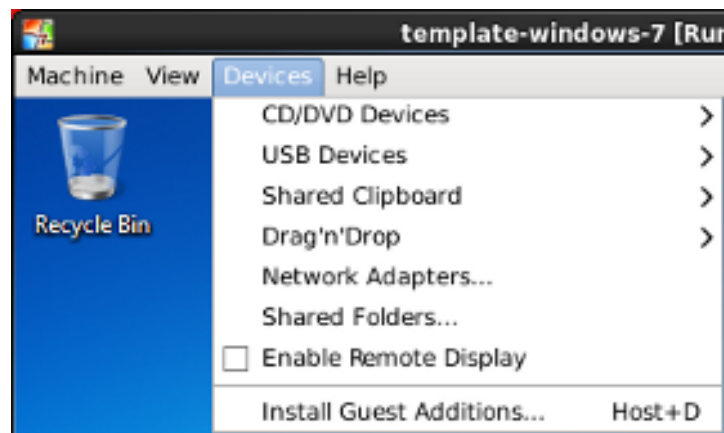 template-windows-7 [Rur
Machine View Devices Help
CD/DVD Devices
USB Devices
Shared Clipboard
Recycle Bin
Drag'n'Drop
Network Adapters...
Shared Folders...
Enable Remote Display
Install Guest Additions... Host+D